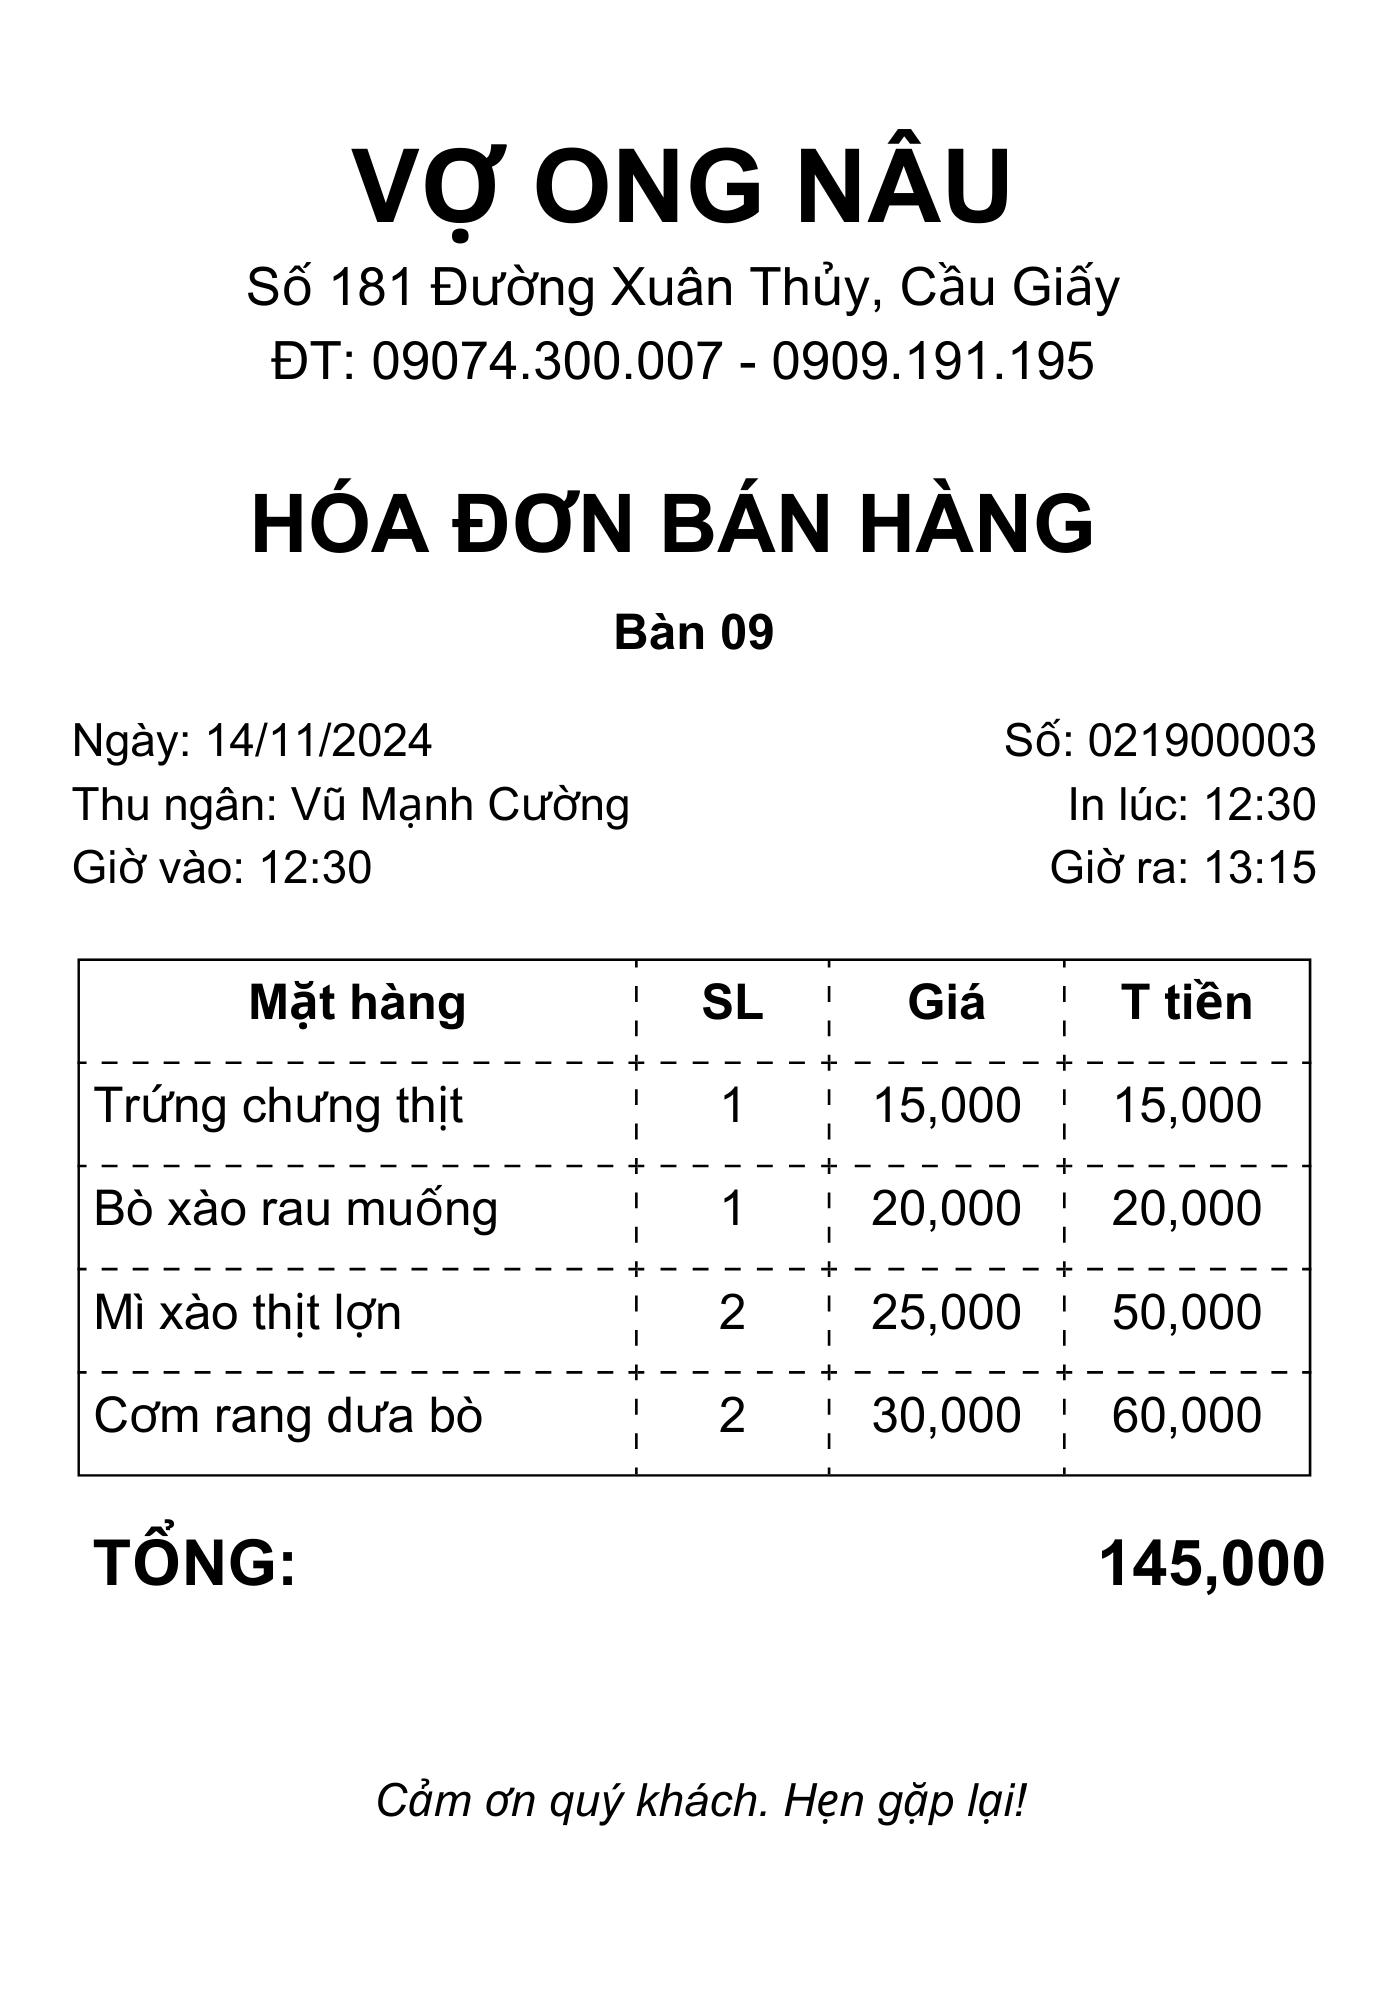 VỢ ONG NÂU
Số 181 Đường Xuân Thủy, Cầu Giấy
ĐT: 09074.300.007 - 0909.191.195
HÓA ĐƠN BÁN HÀNG
Bàn 09
Ngày: 14/11/2024 Số: 021900003
Thu ngân: Vũ Mạnh Cường In lúc: 12:30
Giờ vào: 12:30 Giờ ra: 13:15
Mặt hàng SL Giá T tiền
Trứng chưng thịt 1 15,000 15,000
Bò xào rau muống 1 20,000 20,000
Mì xào thịt lợn 2 25,000 50,000
Cơm rang dưa bò 2 30,000 60,000
TỔNG: 145,000
Cảm ơn quý khách. Hẹn gặp lại!